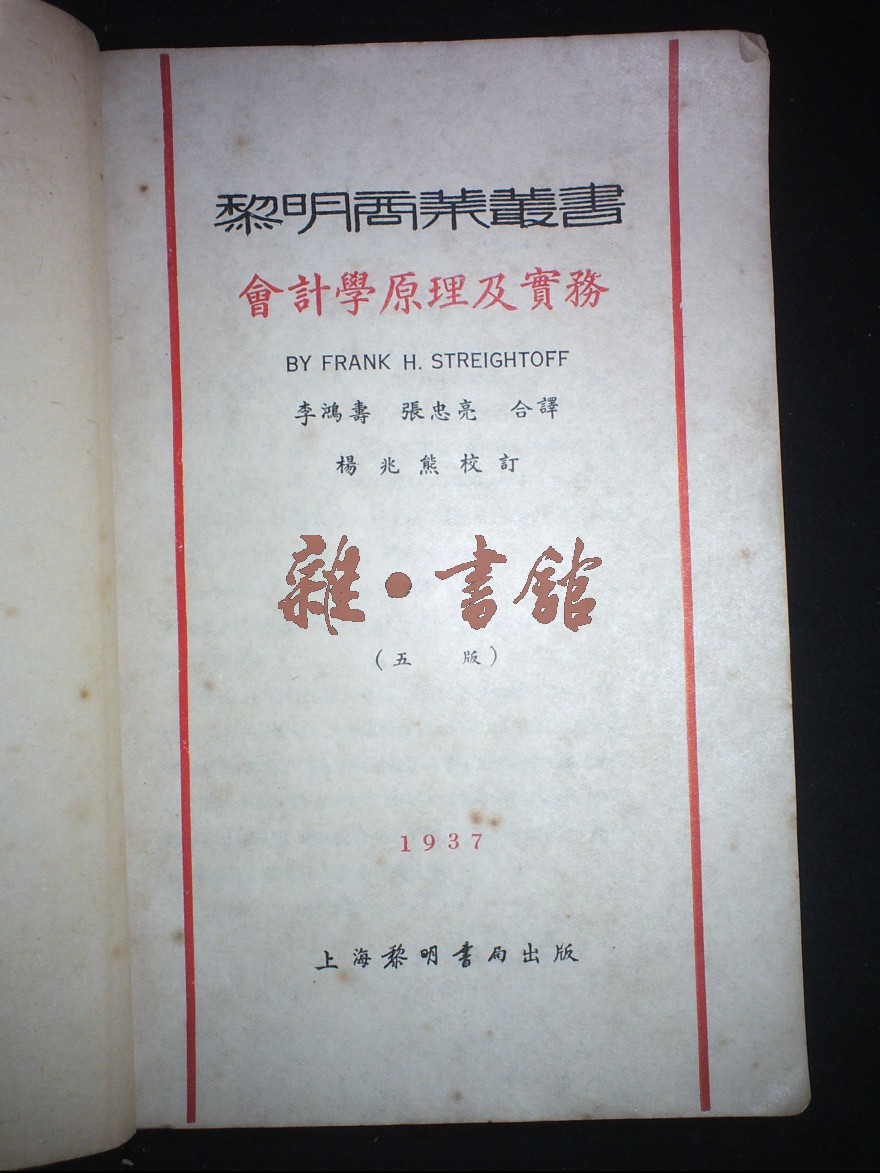 黎明商業叢書
會計學原理及實務
BY FRANK H. STREIGHTOFF
李鴻壽 張忠亮 合譯
楊兆熊校訂
雜·書館
(五 版)
1937
上海黎明書局出版